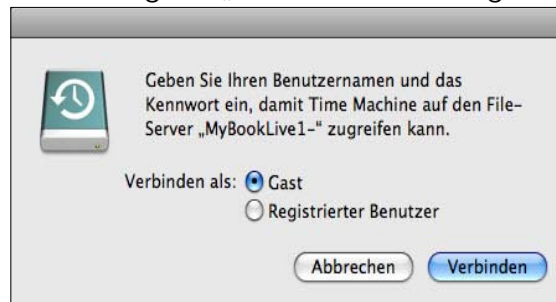 Geben Sie Ihren Benutzernamen und das
Kennwort ein, damit Time Machine auf den File-
Server „MyBookLive1-“ zugreifen kann.
Verbinden als: Gast
Registrierter Benutzer
Abbrechen Verbinden